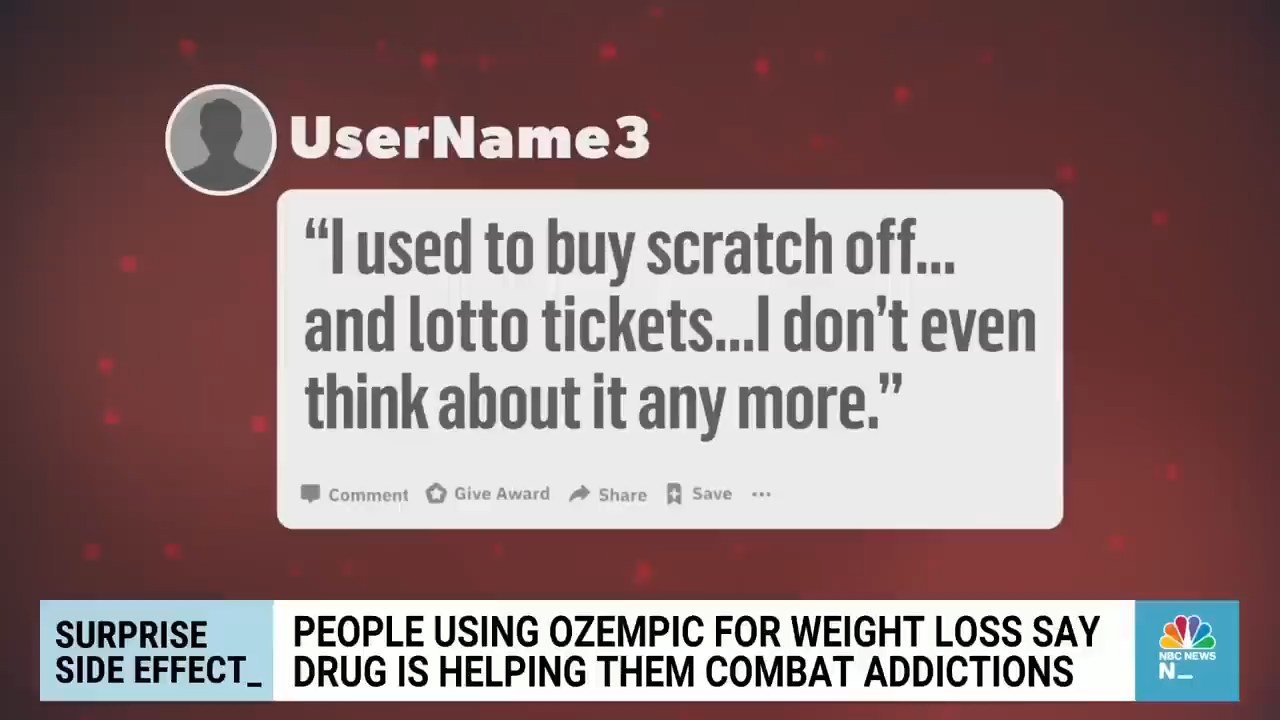 UserName3
“I used to buy scratch off...
and lotto tickets...I don’t even
think about it any more.”
Comment Give Award Share Save ...
SURPRISE
SIDE EFFECT_
PEOPLE USING OZEMPIC FOR WEIGHT LOSS SAY
DRUG IS HELPING THEM COMBAT ADDICTIONS
NBC NEWS
N_